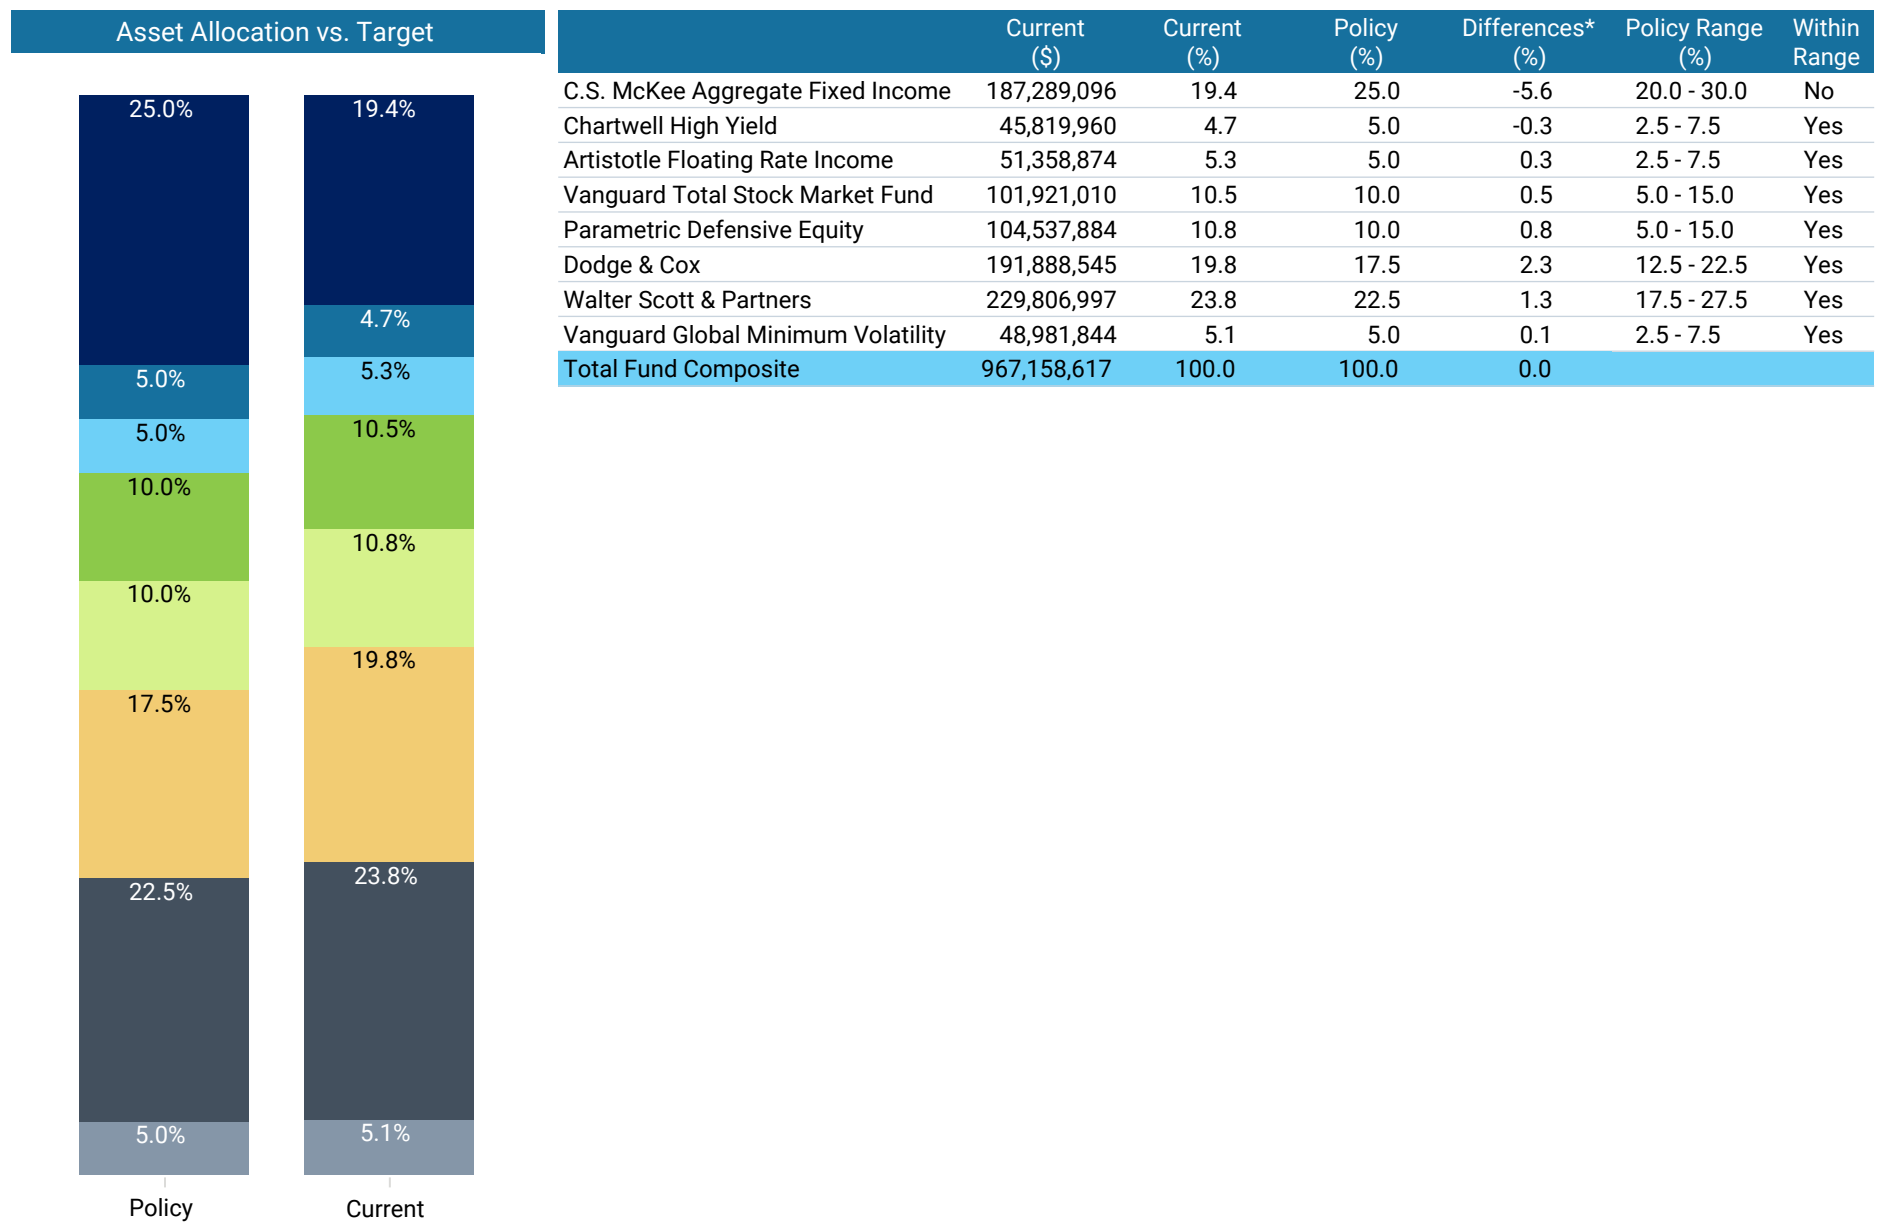 Asset Allocation vs. Target
25.0%
5.0%
5.0%
10.0%
10.0%
17.5%
22.5%
5.0%
Policy
19.4%
4.7%
5.3%
10.5%
10.8%
19.8%
23.8%
5.1%
Current
Current ($) Current (%) Policy (%) Differences* (%) Policy Range (%) Within Range
C.S. McKee Aggregate Fixed Income 187,289,096 19.4 25.0 -5.6 20.0 - 30.0 No
Chartwell High Yield 45,819,960 4.7 5.0 -0.3 2.5 - 7.5 Yes
Artistotle Floating Rate Income 51,358,874 5.3 5.0 0.3 2.5 - 7.5 Yes
Vanguard Total Stock Market Fund 101,921,010 10.5 10.0 0.5 5.0 - 15.0 Yes
Parametric Defensive Equity 104,537,884 10.8 10.0 0.8 5.0 - 15.0 Yes
Dodge & Cox 191,888,545 19.8 17.5 2.3 12.5 - 22.5 Yes
Walter Scott & Partners 229,806,997 23.8 22.5 1.3 17.5 - 27.5 Yes
Vanguard Global Minimum Volatility 48,981,844 5.1 5.0 0.1 2.5 - 7.5 Yes
Total Fund Composite 967,158,617 100.0 100.0 0.0